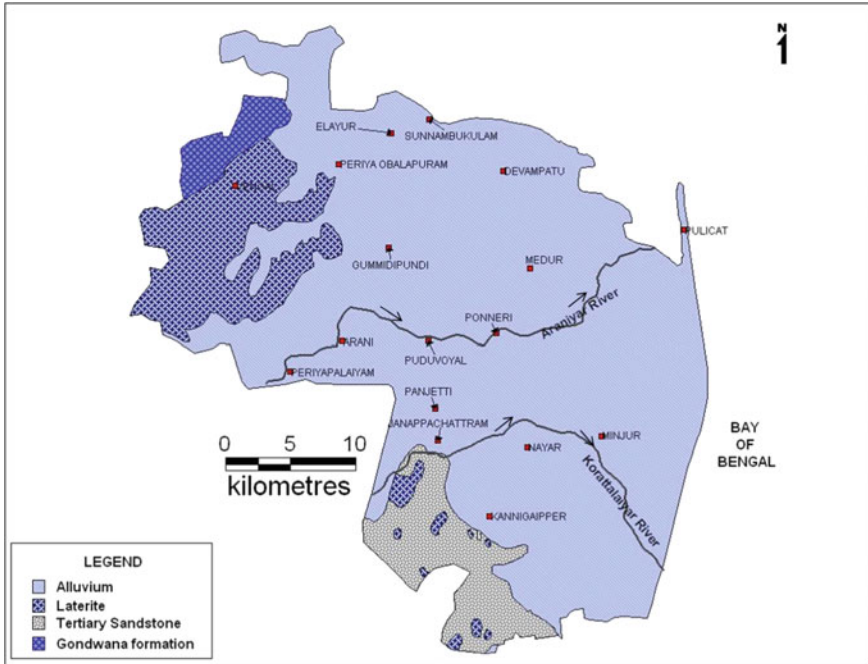 1
ELAYUR
SUNNAMBUKULAM
PERIYA OBALAPURAM
DEVAMPATU
PULICAT
GUMMIDIPUNDI
MEDUR
Araniyar River
PONNERI
ARANI
PUDUVOYAL
PERIYAPALAIYAM
PANJETTI
JANAPPACHATTRAM
MINJUR
NAYAR
BAY
OF
BENGAL
0 5 10
kilometres
Korattalaiyar River
KANNIGAIPPER
LEGEND
Alluvium
Laterite
Tertiary Sandstone
Gondwana formation